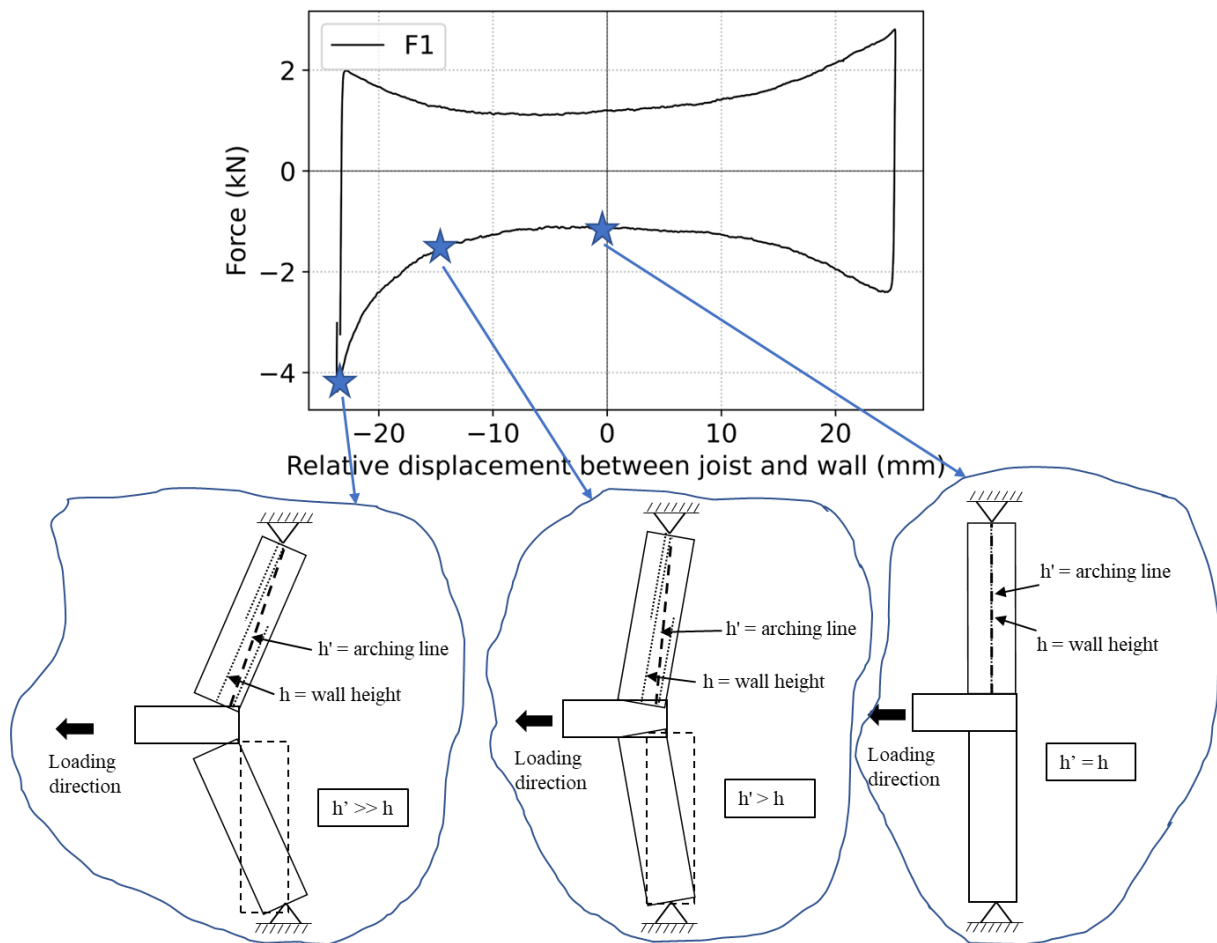 F1
2
0
−2
−4
Force (kN)
−20
−10
0
10
20
Relative displacement between joist and wall (mm)
h' = arching line
h = wall height
Loading
direction
h’ >> h
h' = arching line
h = wall height
Loading
direction
h' > h
h' = arching line
h = wall height
Loading
direction
h’ = h